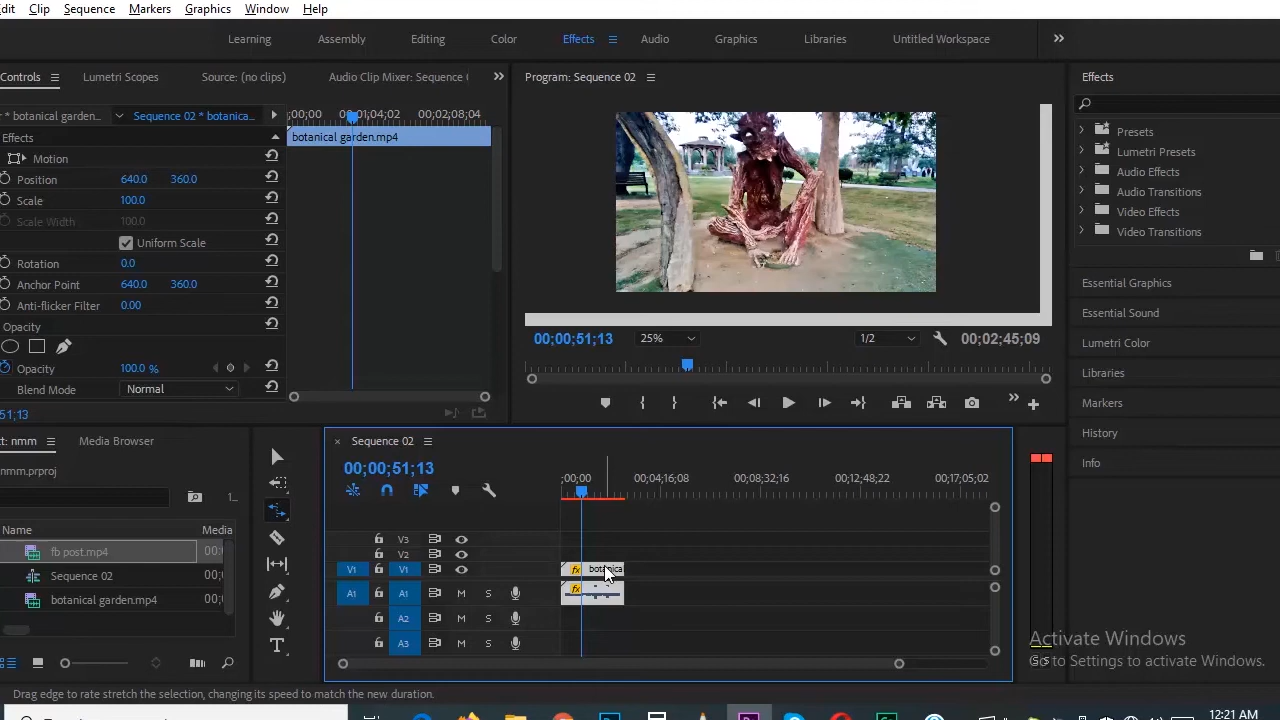 dit Clip Sequence Markers Graphics Window Help
Learning Assembly Editing Color Effects Audio Graphics Libraries Untitled Workspace
Controls Lumetri Scopes Source: (no clips) Audio Clip Mixer: Sequence Program: Sequence 02 Effects
* botanical garden... Sequence 02 * botanica... ;00;00 00;01;04;02 00;02;08;04
Effects botanical garden.mp4
Motion
Position 640.0 360.0
Scale 100.0
Scale Width 100.0
Uniform Scale
Rotation 0.0
Anchor Point 640.0 360.0
Anti-flicker Filter 0.00
Opacity
Opacity 100.0 %
Blend Mode Normal
51;13
00;00;51;13 25% 1/2 00;02;45;09
Presets
Lumetri Presets
Audio Effects
Audio Transitions
Video Effects
Video Transitions
Essential Graphics
Essential Sound
Lumetri Color
Libraries
Markers
History
Info
ct: nmm Media Browser
nmm.prproj
1...
Name Media
fb post.mp4 00;
Sequence 02 00;
botanical garden.mp4 00;
T
× Sequence 02
00;00;51;13
;00;00 00;04;16;08 00;08;32;16 00;12;48;22 00;17;05;02
V3
V2
V1 V1 fx botanica
A1 A1 M S fx
A2 M S
A3 M S
S S
Activate Windows
Go to Settings to activate Windows.
Drag edge to rate stretch the selection, changing its speed to match the new duration.
12:21 AM